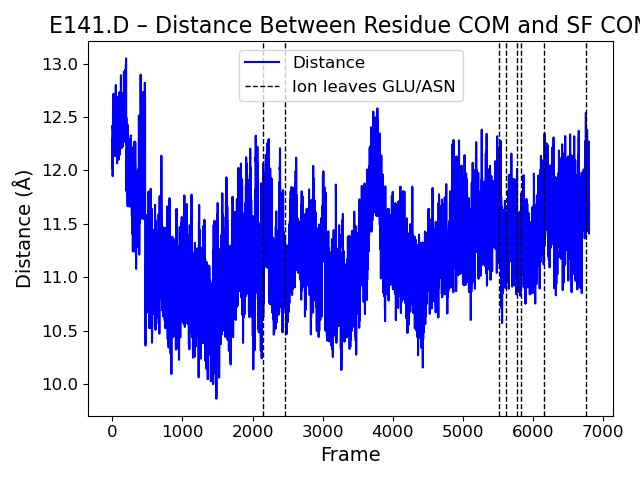 E141.D – Distance Between Residue COM and SF COM
Distance
Ion leaves GLU/ASN
13.0
12.5
12.0
11.5
11.0
10.5
10.0
Distance (Å)
0 1000 2000 3000 4000 5000 6000 7000
Frame